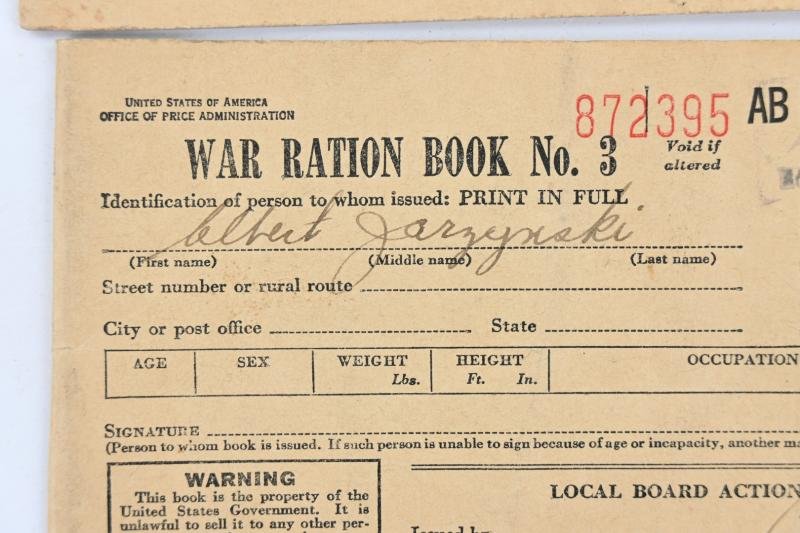 UNITED STATES OF AMERICA
OFFICE OF PRICE ADMINISTRATION
872395 AB
Void if altered
WAR RATION BOOK No. 3
Identification of person to whom issued: PRINT IN FULL
Albert Jarzynski
(First name) (Middle name) (Last name)
Street number or rural route
City or post office State
AGE SEX WEIGHT Lbs. HEIGHT Ft. In. OCCUPATION
SIGNATURE
(Person to whom book is issued. If such person is unable to sign because of age or incapacity, another
WARNING
This book is the property of the
United States Government. It is
unlawful to sell it to any other per-
LOCAL BOARD ACTION
Issued by